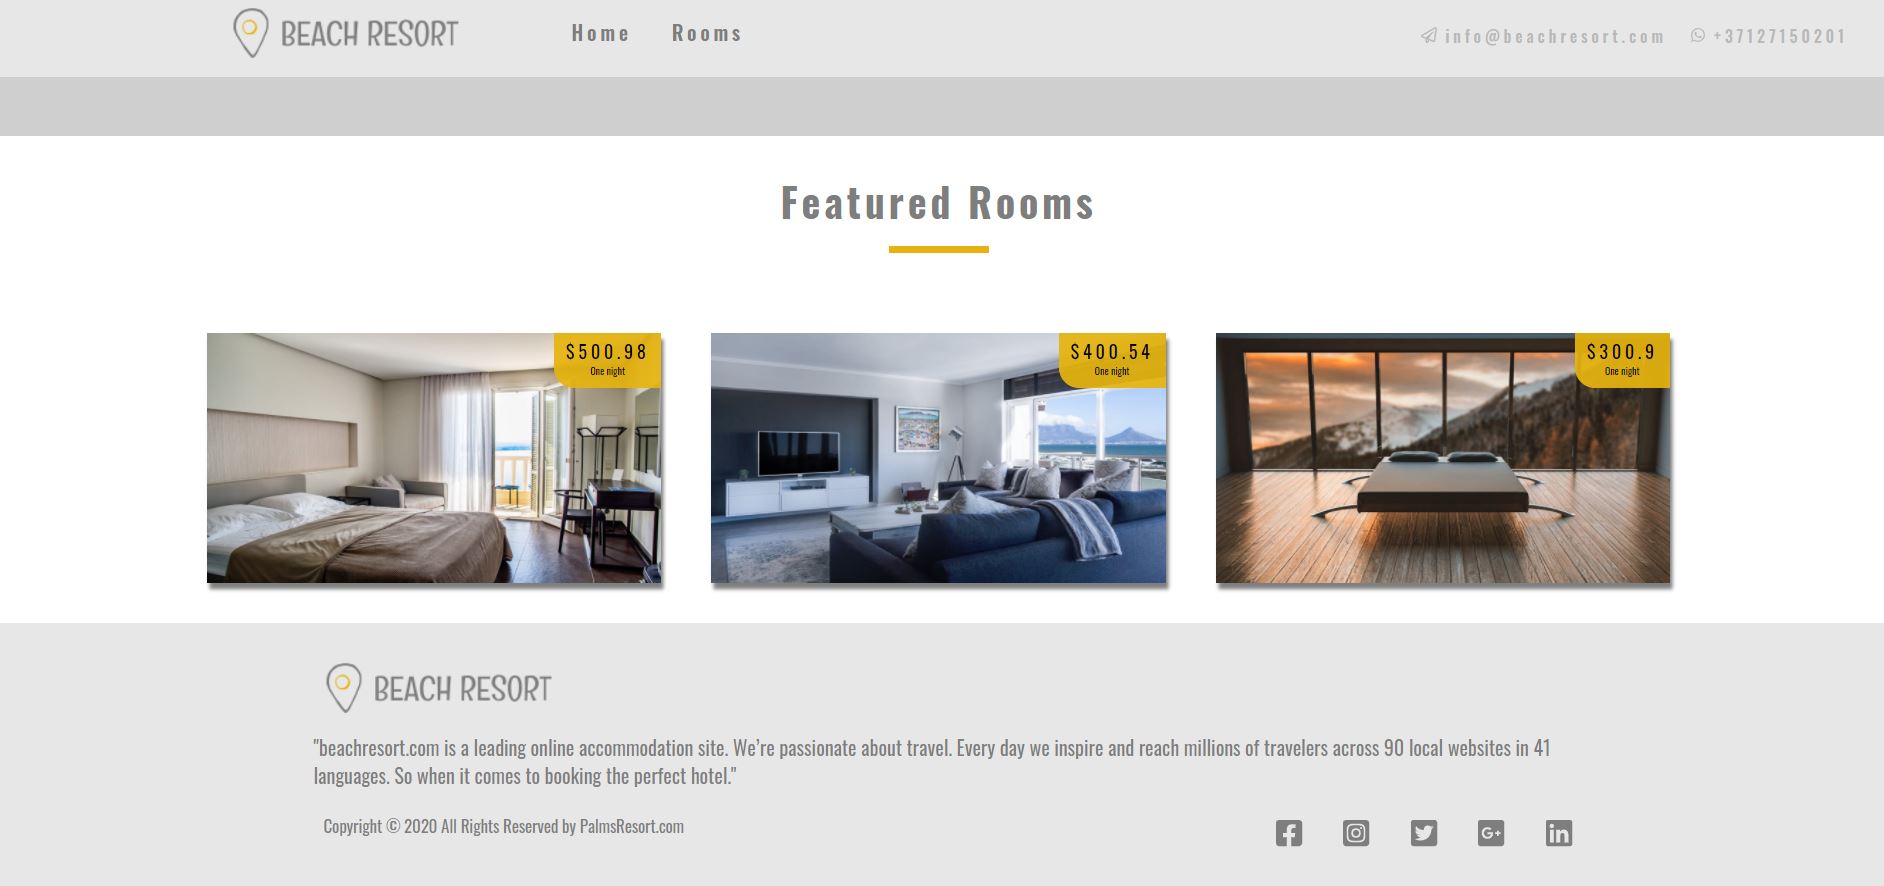 BEACH RESORT
Home Rooms
info@beachresort.com +37127150201
Featured Rooms
$500.98
One night
$400.54
One night
$300.9
One night
BEACH RESORT
"beachresort.com is a leading online accommodation site. We’re passionate about travel. Every day we inspire and reach millions of travelers across 90 local websites in 41
languages. So when it comes to booking the perfect hotel."
Copyright © 2020 All Rights Reserved by PalmsResort.com